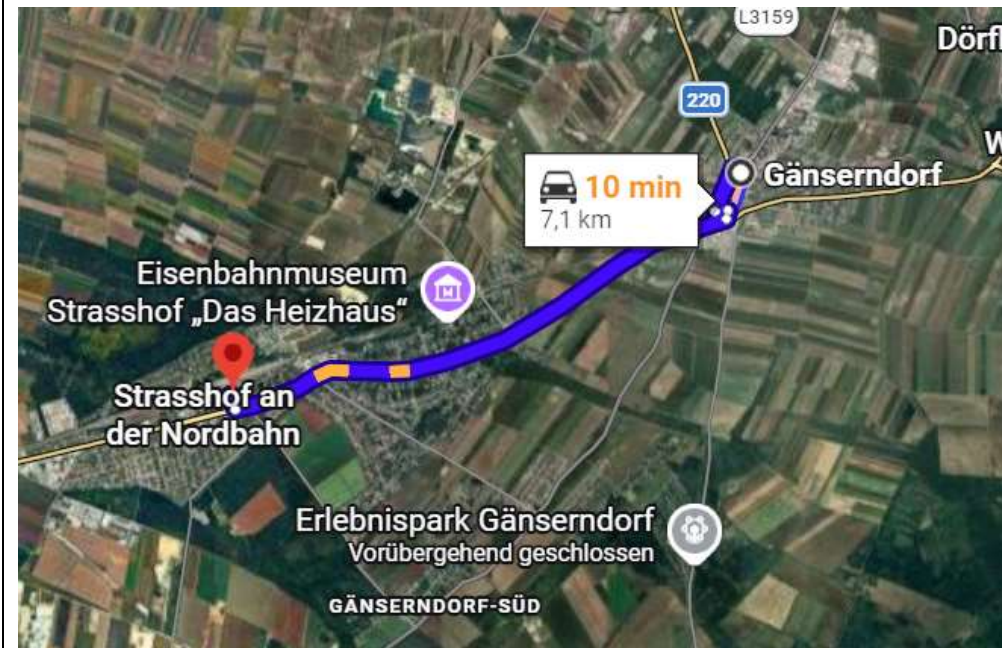 L3159
Dörfl
220
W
10 min
7,1 km
Gänserndorf
Eisenbahnmuseum
Strasshof „Das Heizhaus“
M
Strasshof an
der Nordbahn
Erlebnispark Gänserndorf
Vorübergehend geschlossen
GÄNSERNDORF-SÜD